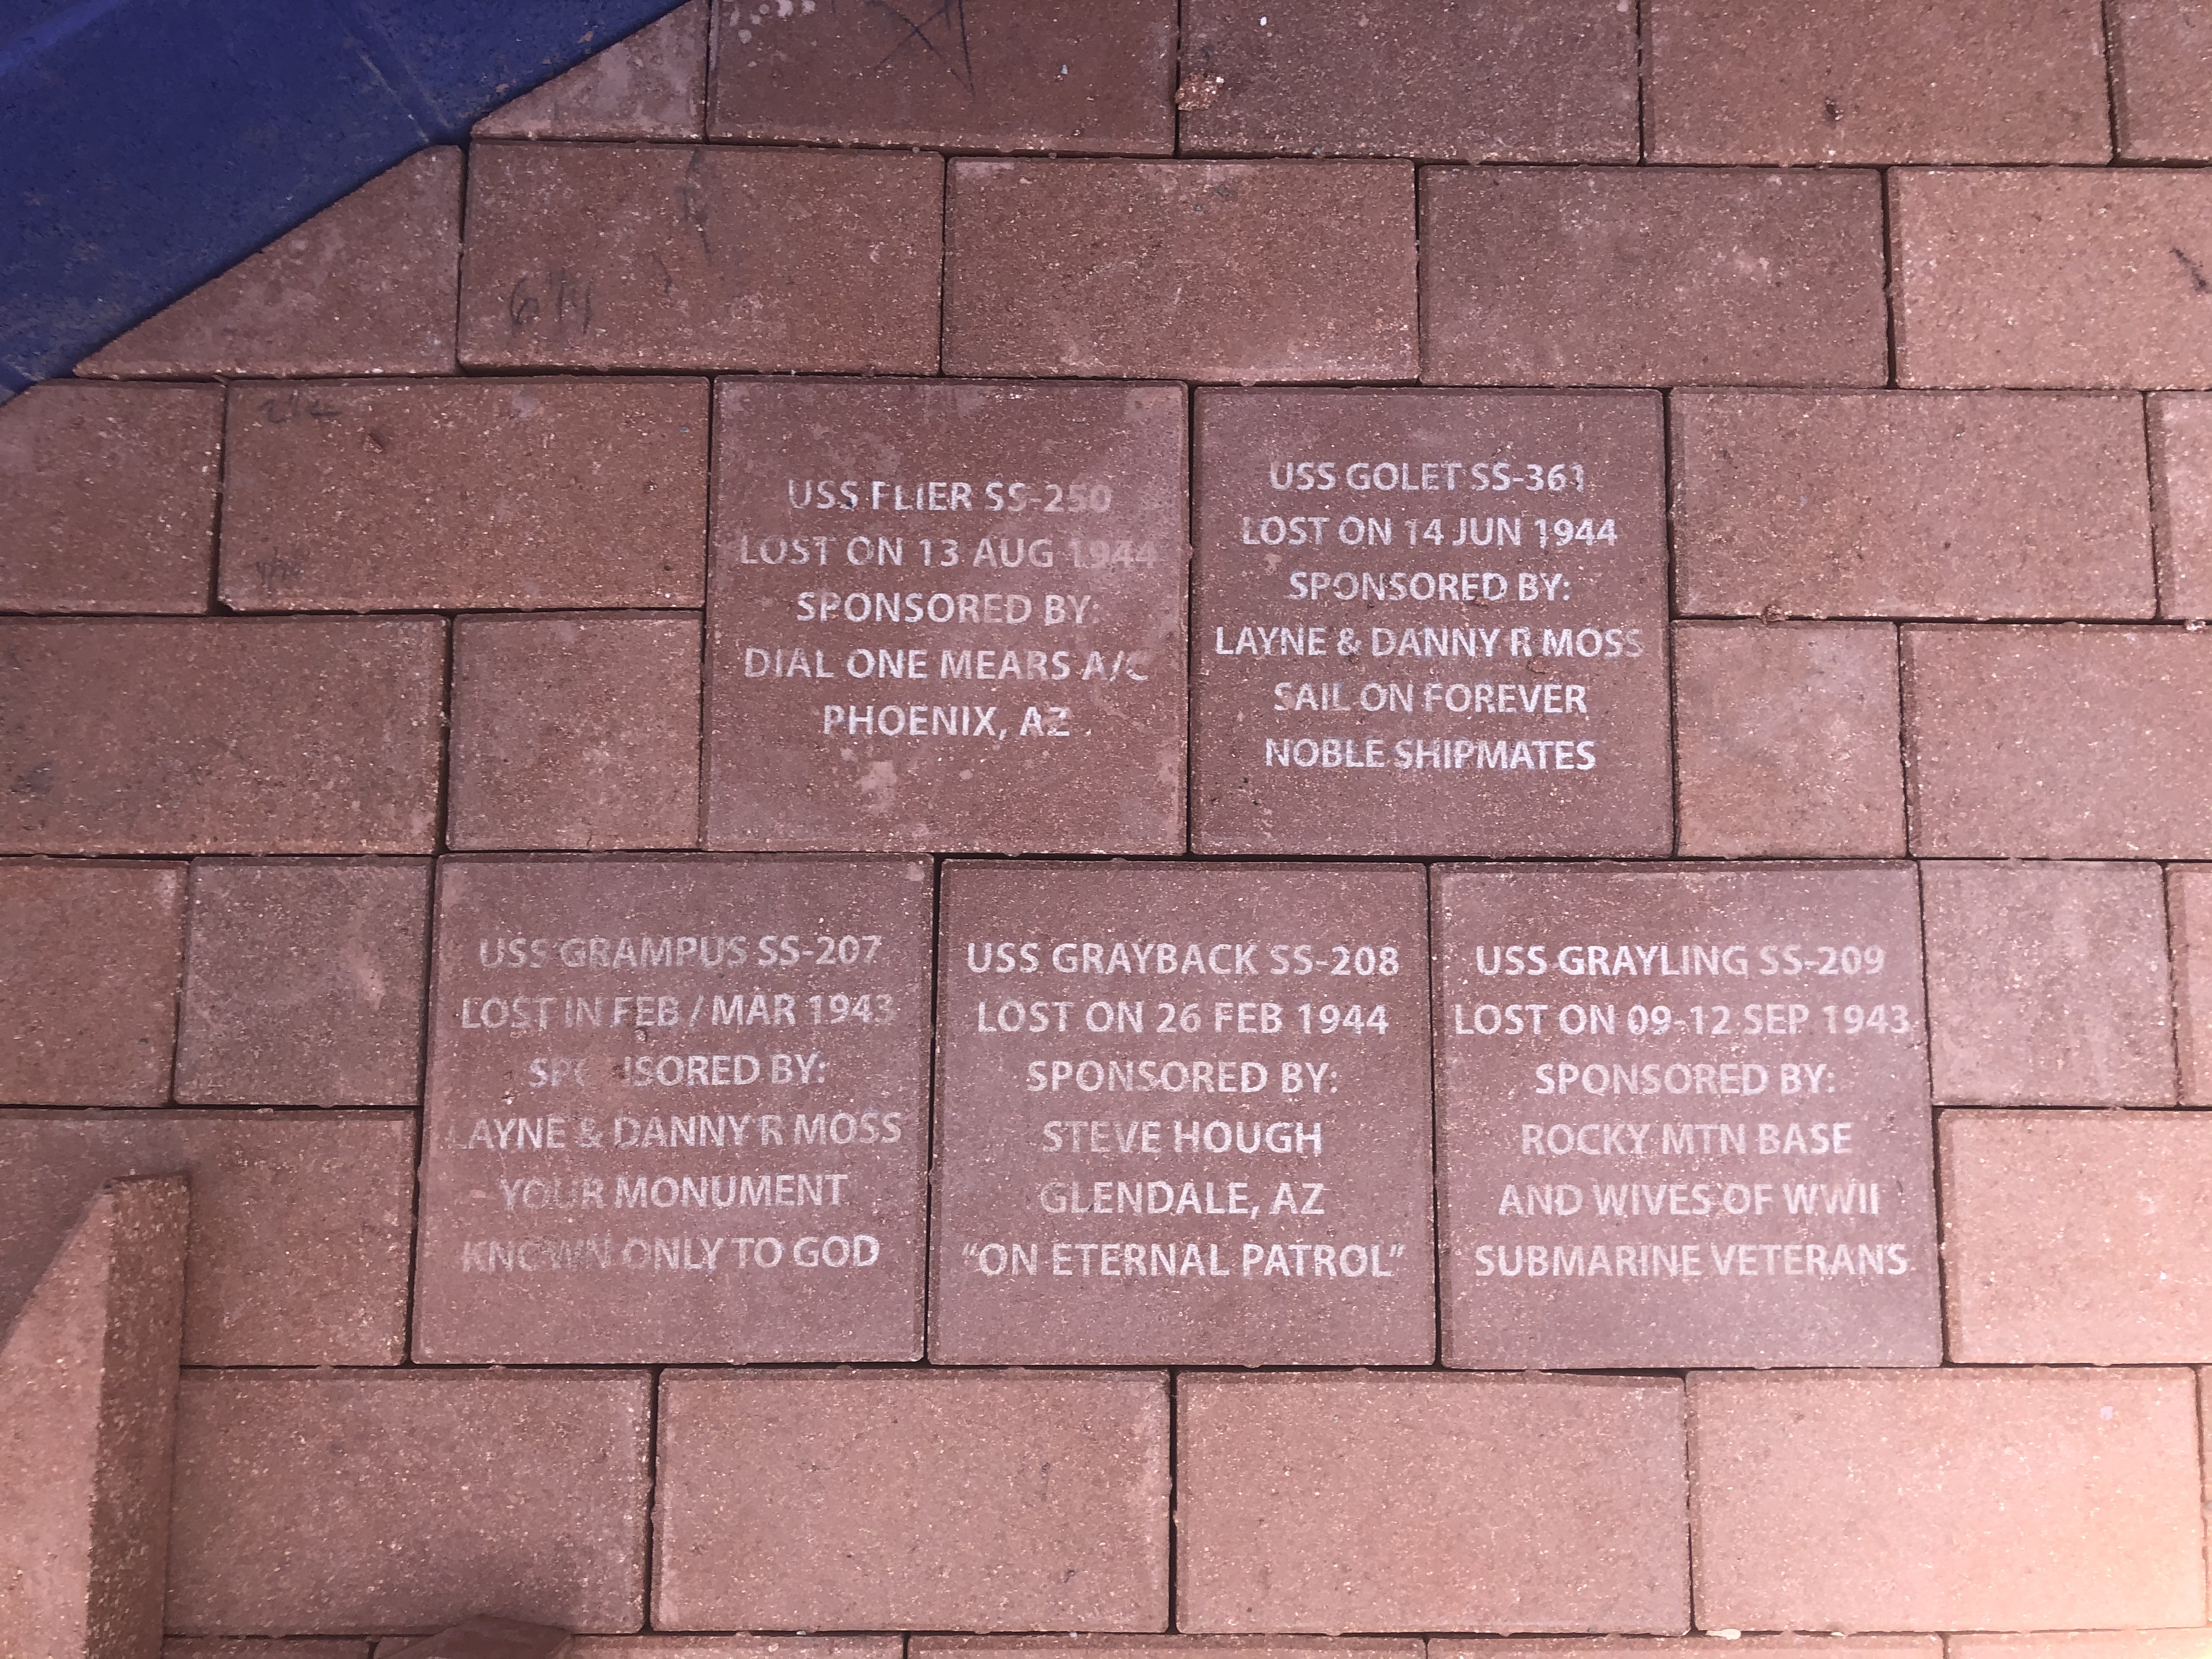 USS FLIER SS-250
LOST ON 13 AUG 1944
SPONSORED BY:
DIAL ONE MEARS A/C
PHOENIX, AZ
USS GOLET SS-361
LOST ON 14 JUN 1944
SPONSORED BY:
LAYNE & DANNY R MOSS
SAIL ON FOREVER
NOBLE SHIPMATES
USS GRAMPUS SS-207
LOST IN FEB / MAR 1943
SPONSORED BY:
LAYNE & DANNY R MOSS
YOUR MONUMENT
KNOWN ONLY TO GOD
USS GRAYBACK SS-208
LOST ON 26 FEB 1944
SPONSORED BY:
STEVE HOUGH
GLENDALE, AZ
"ON ETERNAL PATROL"
USS GRAYLING SS-209
LOST ON 09-12 SEP 1943
SPONSORED BY:
ROCKY MTN BASE
AND WIVES OF WWII
SUBMARINE VETERANS